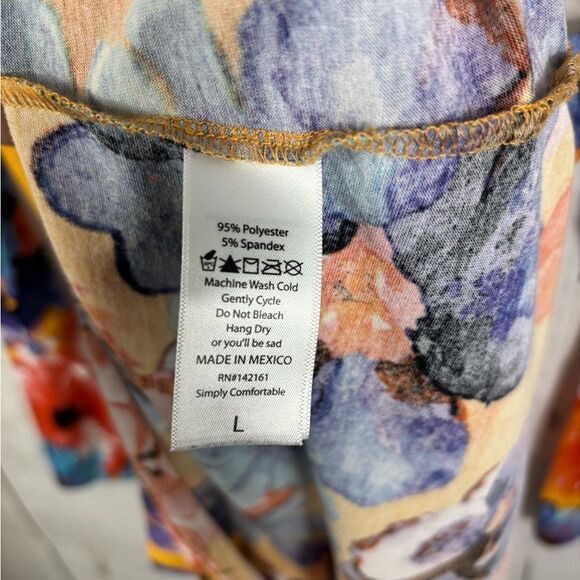 95% Polyester
5% Spandex
Machine Wash Cold
Gently Cycle
Do Not Bleach
Hang Dry
or you'll be sad
MADE IN MEXICO
RN#142161
Simply Comfortable
L